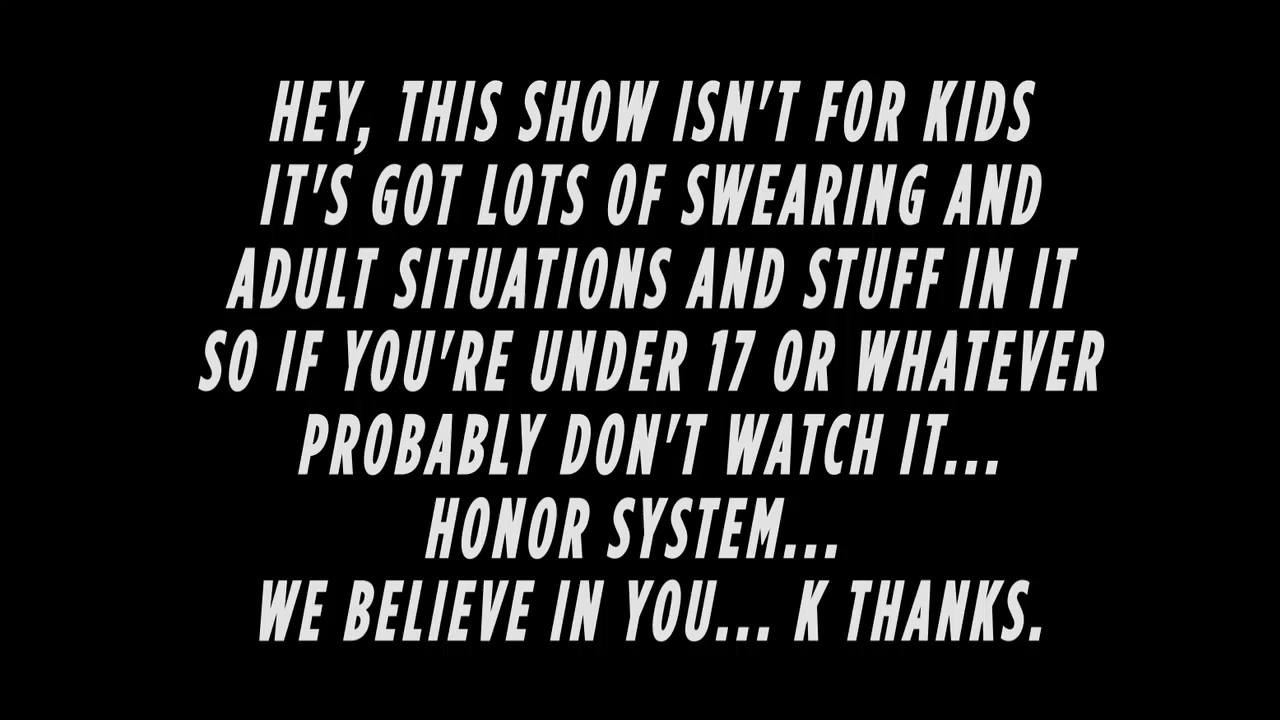 HEY, THIS SHOW ISN'T FOR KIDS
IT'S GOT LOTS OF SWEARING AND
ADULT SITUATIONS AND STUFF IN IT
SO IF YOU'RE UNDER 17 OR WHATEVER
PROBABLY DON'T WATCH IT...
HONOR SYSTEM...
WE BELIEVE IN YOU... K THANKS.